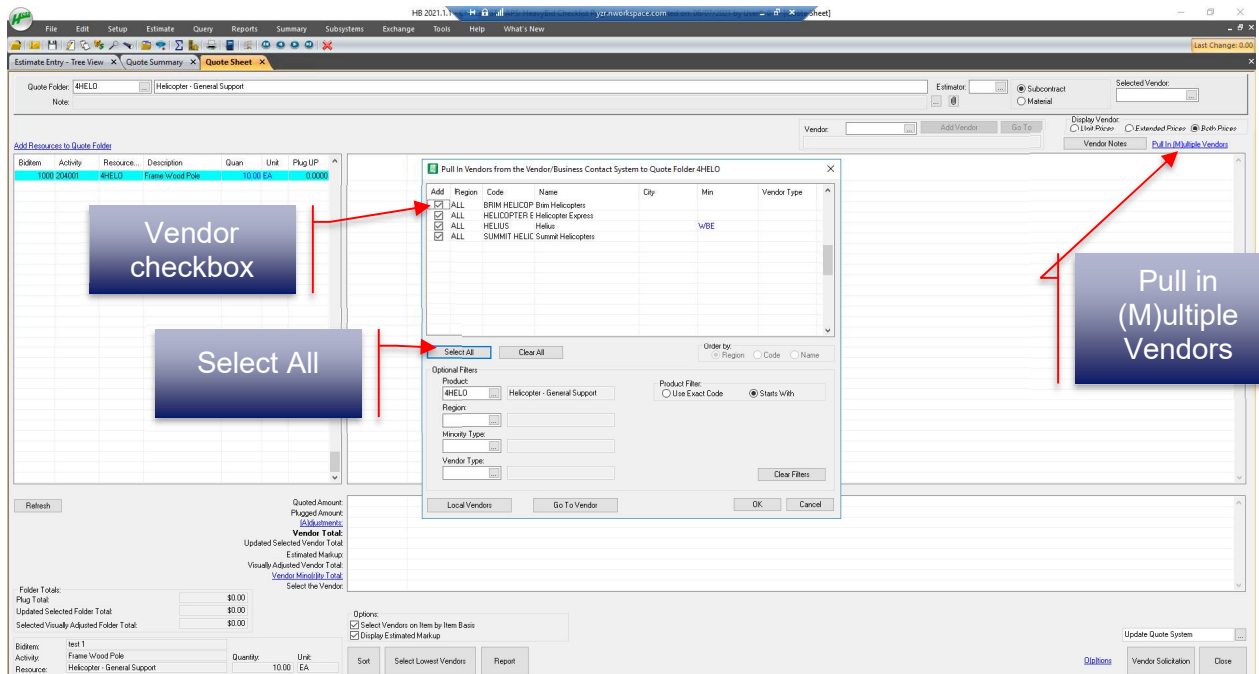 HB 2021.1.1 yzr.nworkspace.com Sheet]
File Edit Setup Estimate Query Reports Summary Subsystems Exchange Tools Help What's New
Last Change: 0.00
Estimate Entry - Tree View X Quote Summary X Quote Sheet X
Quote Folder: 4HELO ... Helicopter - General Support Estimator: ... Subcontract Selected Vendor:
Note: ... Material ...
Vendor: ... Add Vendor Go To Display Vendor:
Unit Prices Extended Prices Both Prices
Add Resources to Quote Folder Vendor Notes Pull In (M)ultiple Vendors
Biditem Activity Resource... Description Quan Unit Plug UP
1000 204001 4HELO Frame Wood Pole 10.00 EA 0.0000
Pull In Vendors from the Vendor/Business Contact System to Quote Folder 4HELO
Add Region Code Name City Min Vendor Type
ALL BRIM HELICOP Brim Helicopters
ALL HELICOPTER E Helicopter Express
ALL HELIUS Helius WBE
ALL SUMMIT HELIC Summit Helicopters
Vendor
checkbox
Pull in
(M)ultiple
Vendors
Select All
Select All Clear All Order by:
Region Code Name
Optional Filters
Product: Product Filter:
4HELO ... Helicopter - General Support Use Exact Code Starts With
Region:
...
Minority Type:
...
Vendor Type:
... Clear Filters
Local Vendors Go To Vendor OK Cancel
Refresh Quoted Amount:
Plugged Amount:
(A)djustments:
Vendor Total:
Updated Selected Vendor Total:
Estimated Markup:
Visually Adjusted Vendor Total:
Vendor Mino(r)ity Total:
Select the Vendor:
Folder Totals:
Plug Total: $0.00
Updated Selected Folder Total: $0.00
Selected Visually Adjusted Folder Total: $0.00
Options:
Select Vendors on Item by Item Basis
Display Estimated Markup
Update Quote System ...
Biditem: test 1
Activity: Frame Wood Pole Quantity: Unit:
Resource: Helicopter - General Support 10.00 EA
Sort Select Lowest Vendors Report O(p)tions Vendor Solicitation Close